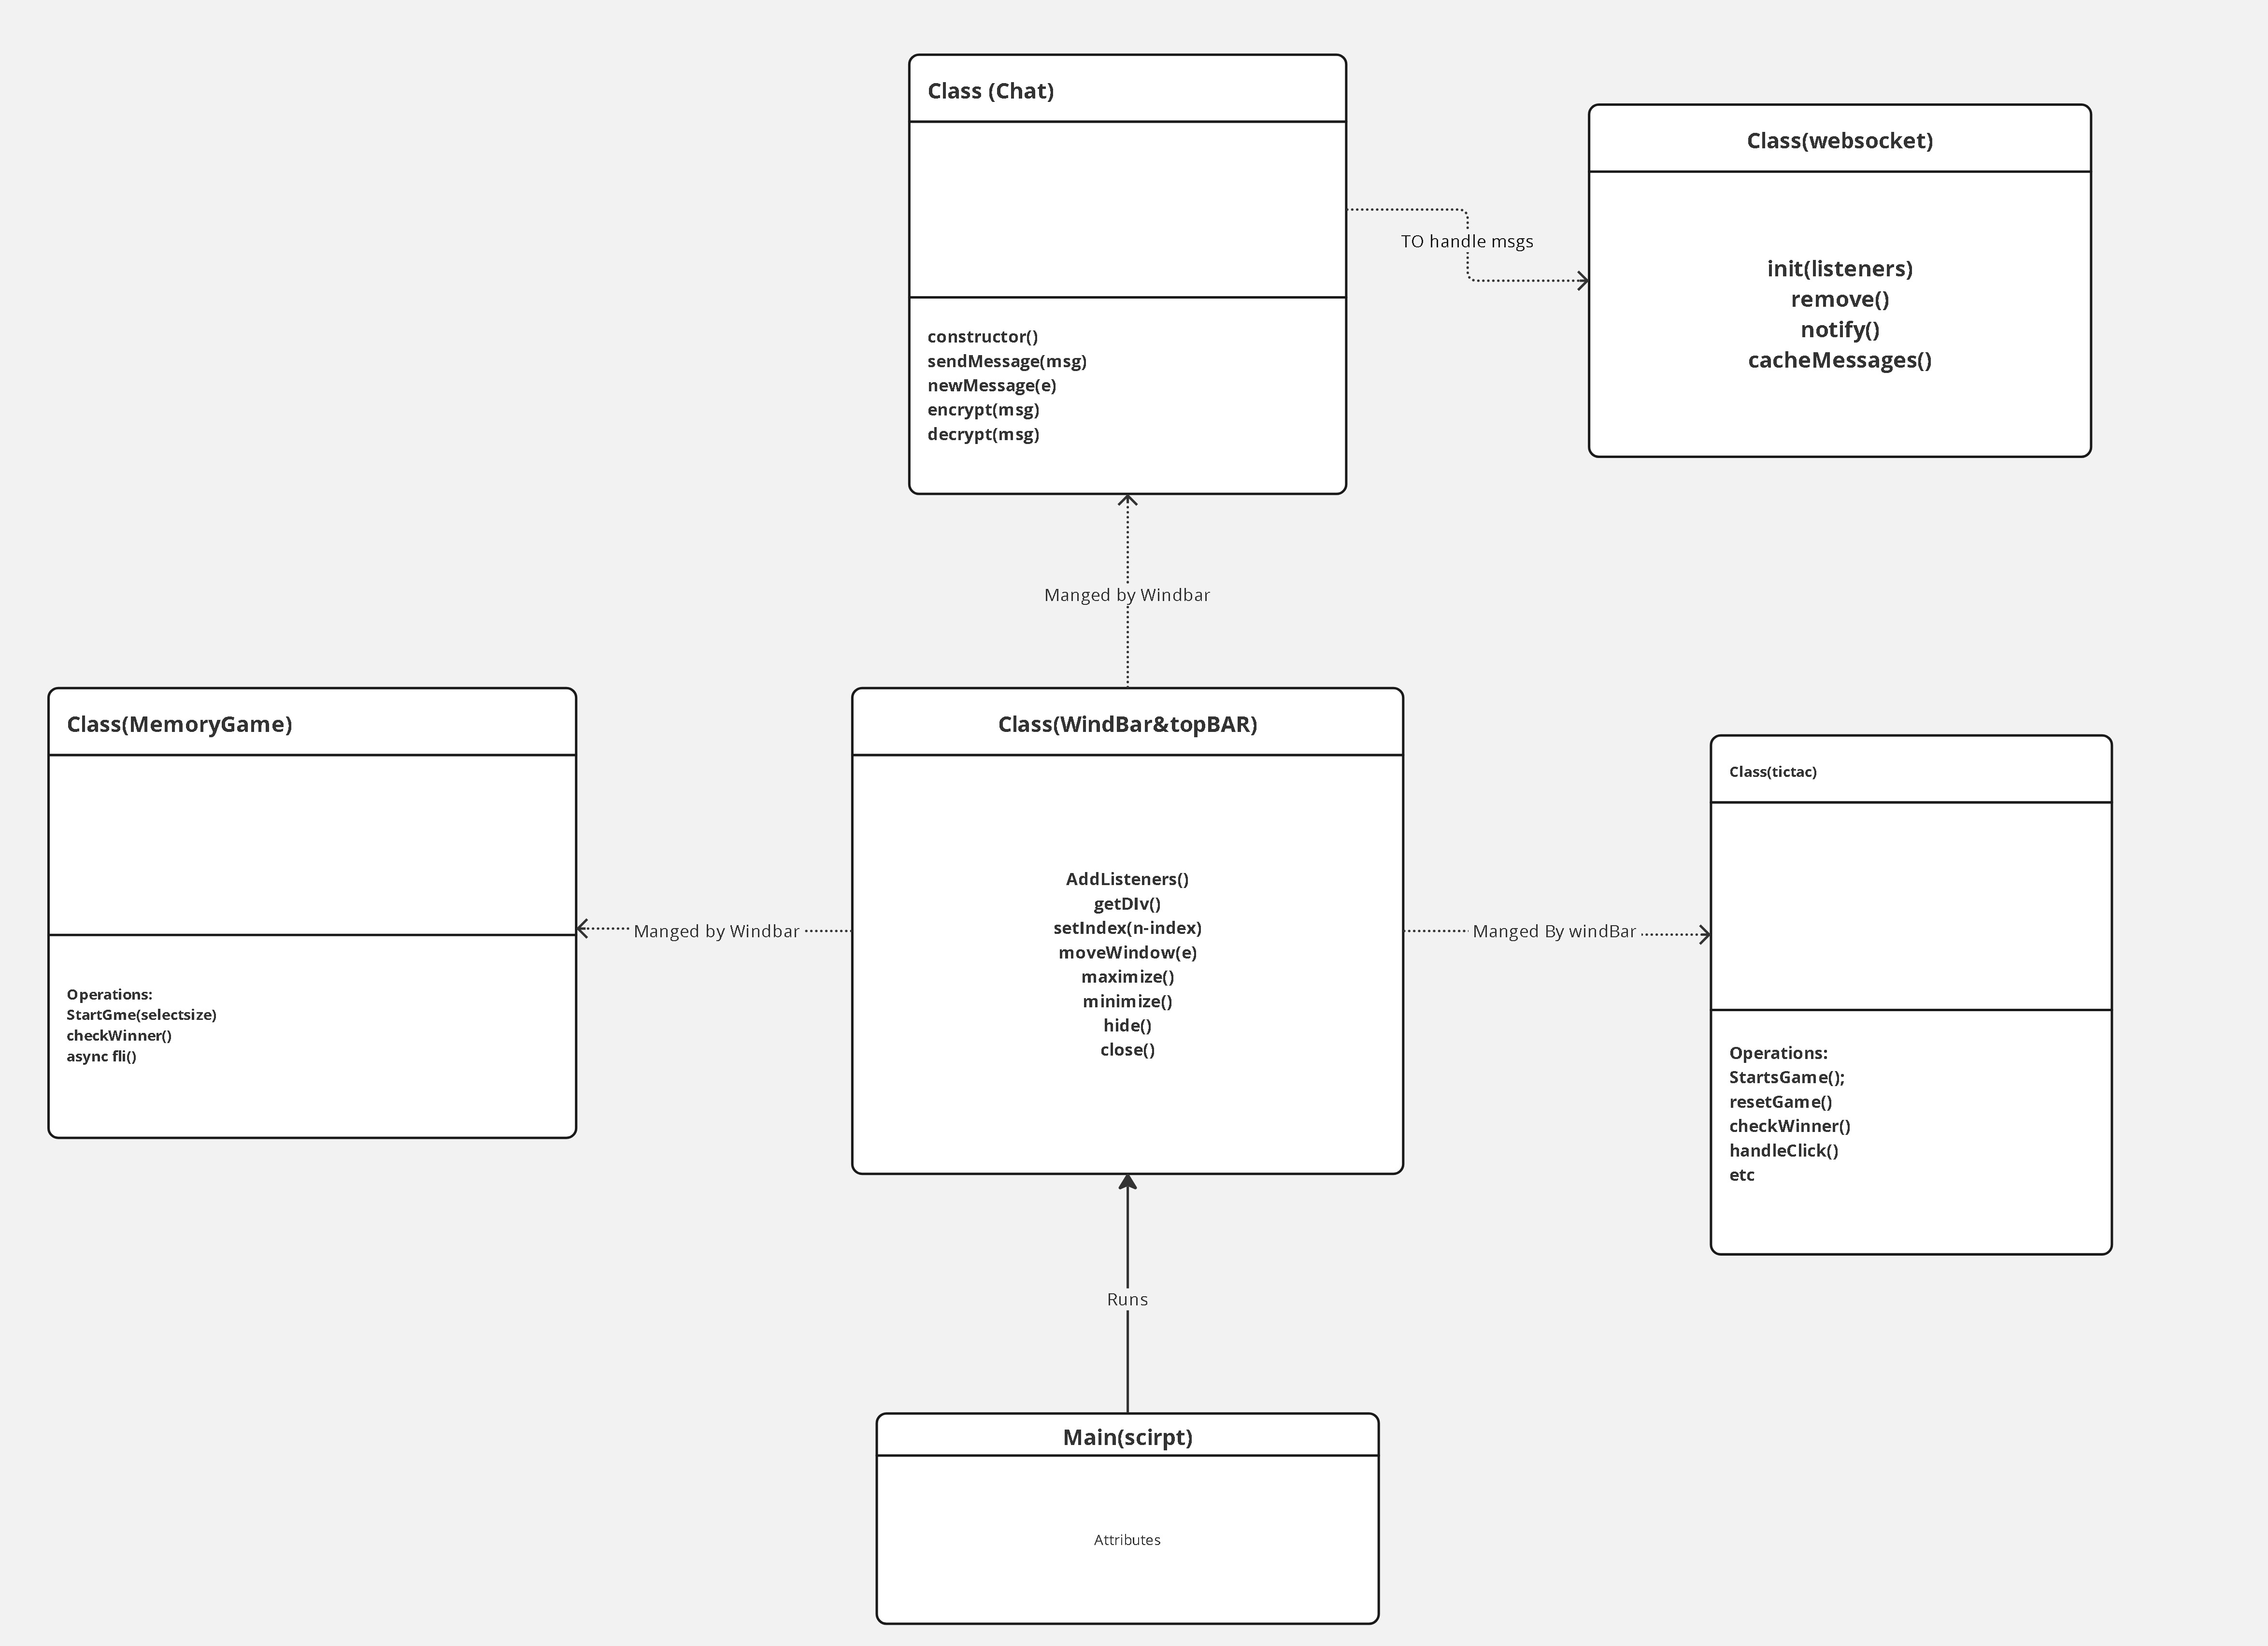 Class (Chat)
constructor()
sendMessage(msg)
newMessage(e)
encrypt(msg)
decrypt(msg)
TO handle msgs
Class(websocket)
init(listeners)
remove()
notify()
cacheMessages()
Manged by Windbar
Class(MemoryGame)
Operations:
StartGme(selectsize)
checkWinner()
async fli()
Manged by Windbar
Class(WindBar&topBAR)
AddListeners()
getDIv()
setIndex(n-index)
moveWindow(e)
maximize()
minimize()
hide()
close()
Manged By windBar
Class(tictac)
Operations:
StartsGame();
resetGame()
checkWinner()
handleClick()
etc
Runs
Main(scirpt)
Attributes